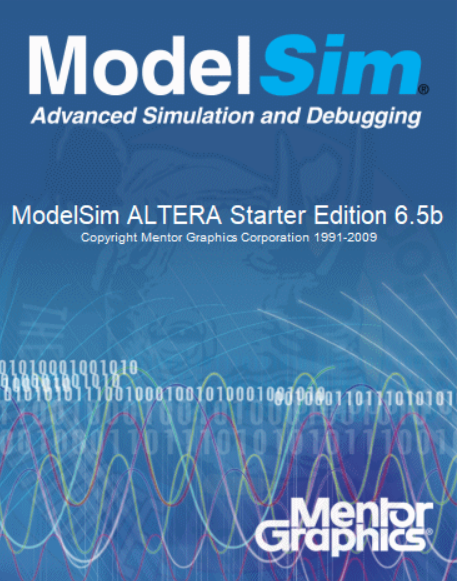 ModelSim®
Advanced Simulation and Debugging
ModelSim ALTERA Starter Edition 6.5b
Copyright Mentor Graphics Corporation 1991-2009
01010001001010
Mentor
Graphics®